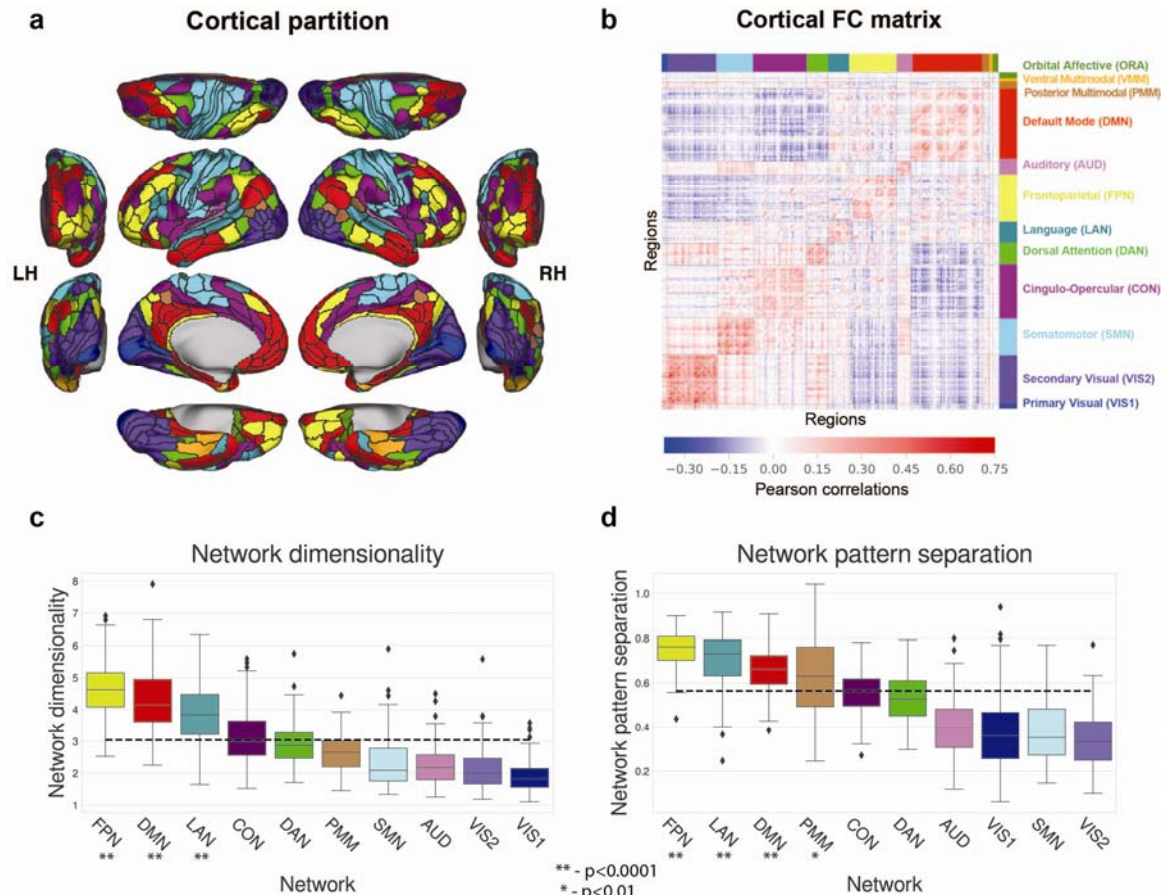 a
Cortical partition
LH
RH
b
Cortical FC matrix
Orbital Affective (ORA)
Ventral Multimodal (VMM)
Posterior Multimodal (PMM)
Default Mode (DMN)
Auditory (AUD)
Frontoparietal (FPN)
Language (LAN)
Dorsal Attention (DAN)
Cingulo-Opercular (CON)
Somatomotor (SMN)
Secondary Visual (VIS2)
Primary Visual (VIS1)
Regions
Regions
−0.30 −0.15 0.00 0.15 0.30 0.45 0.60 0.75
Pearson correlations
c
Network dimensionality
Network dimensionality
8
7
6
5
4
3
2
1
FPN DMN LAN CON DAN PMM SMN AUD VIS2 VIS1
** ** **
Network
d
Network pattern separation
Network pattern separation
1.0
0.8
0.6
0.4
0.2
FPN LAN DMN PMM CON DAN AUD VIS1 SMN VIS2
** ** ** *
Network
** - p<0.0001
* - p<0.01